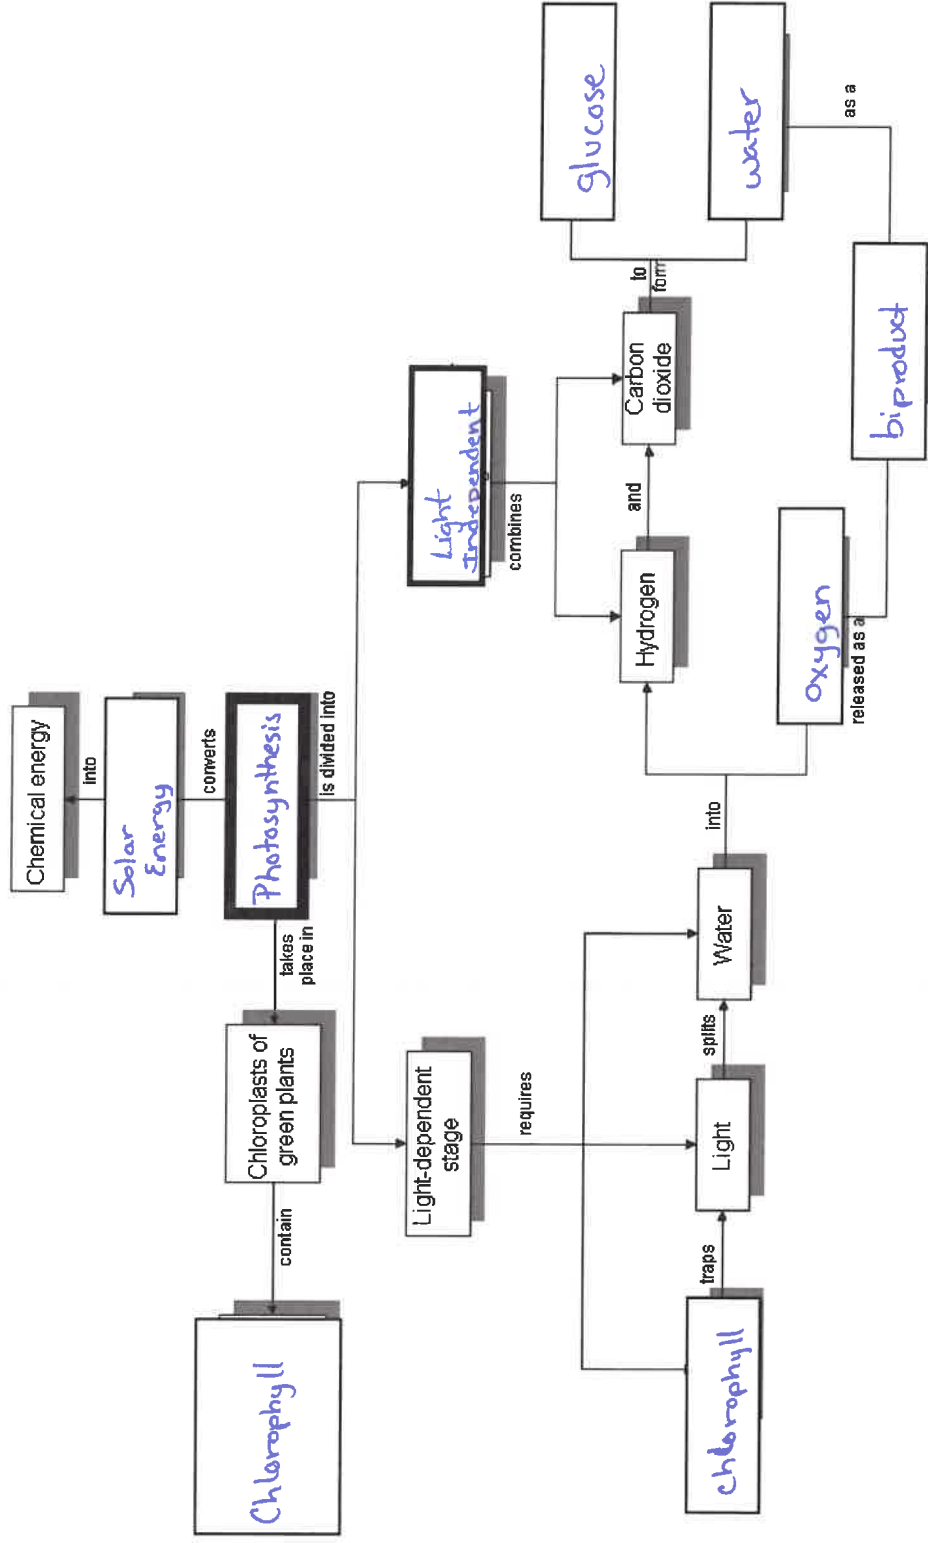 Chemical energy
into
Solar
Energy
converts
Photosynthesis
takes
place in
Chloroplasts of
green plants
contain
Chlorophyll
is divided into
Light-dependent
stage
requires
chlorophyll
traps
Light
splits
Water
into
Light
Independent
combines
Hydrogen
and
Carbon
dioxide
to
form
glucose
water
as a
oxygen
released as a
biproduct